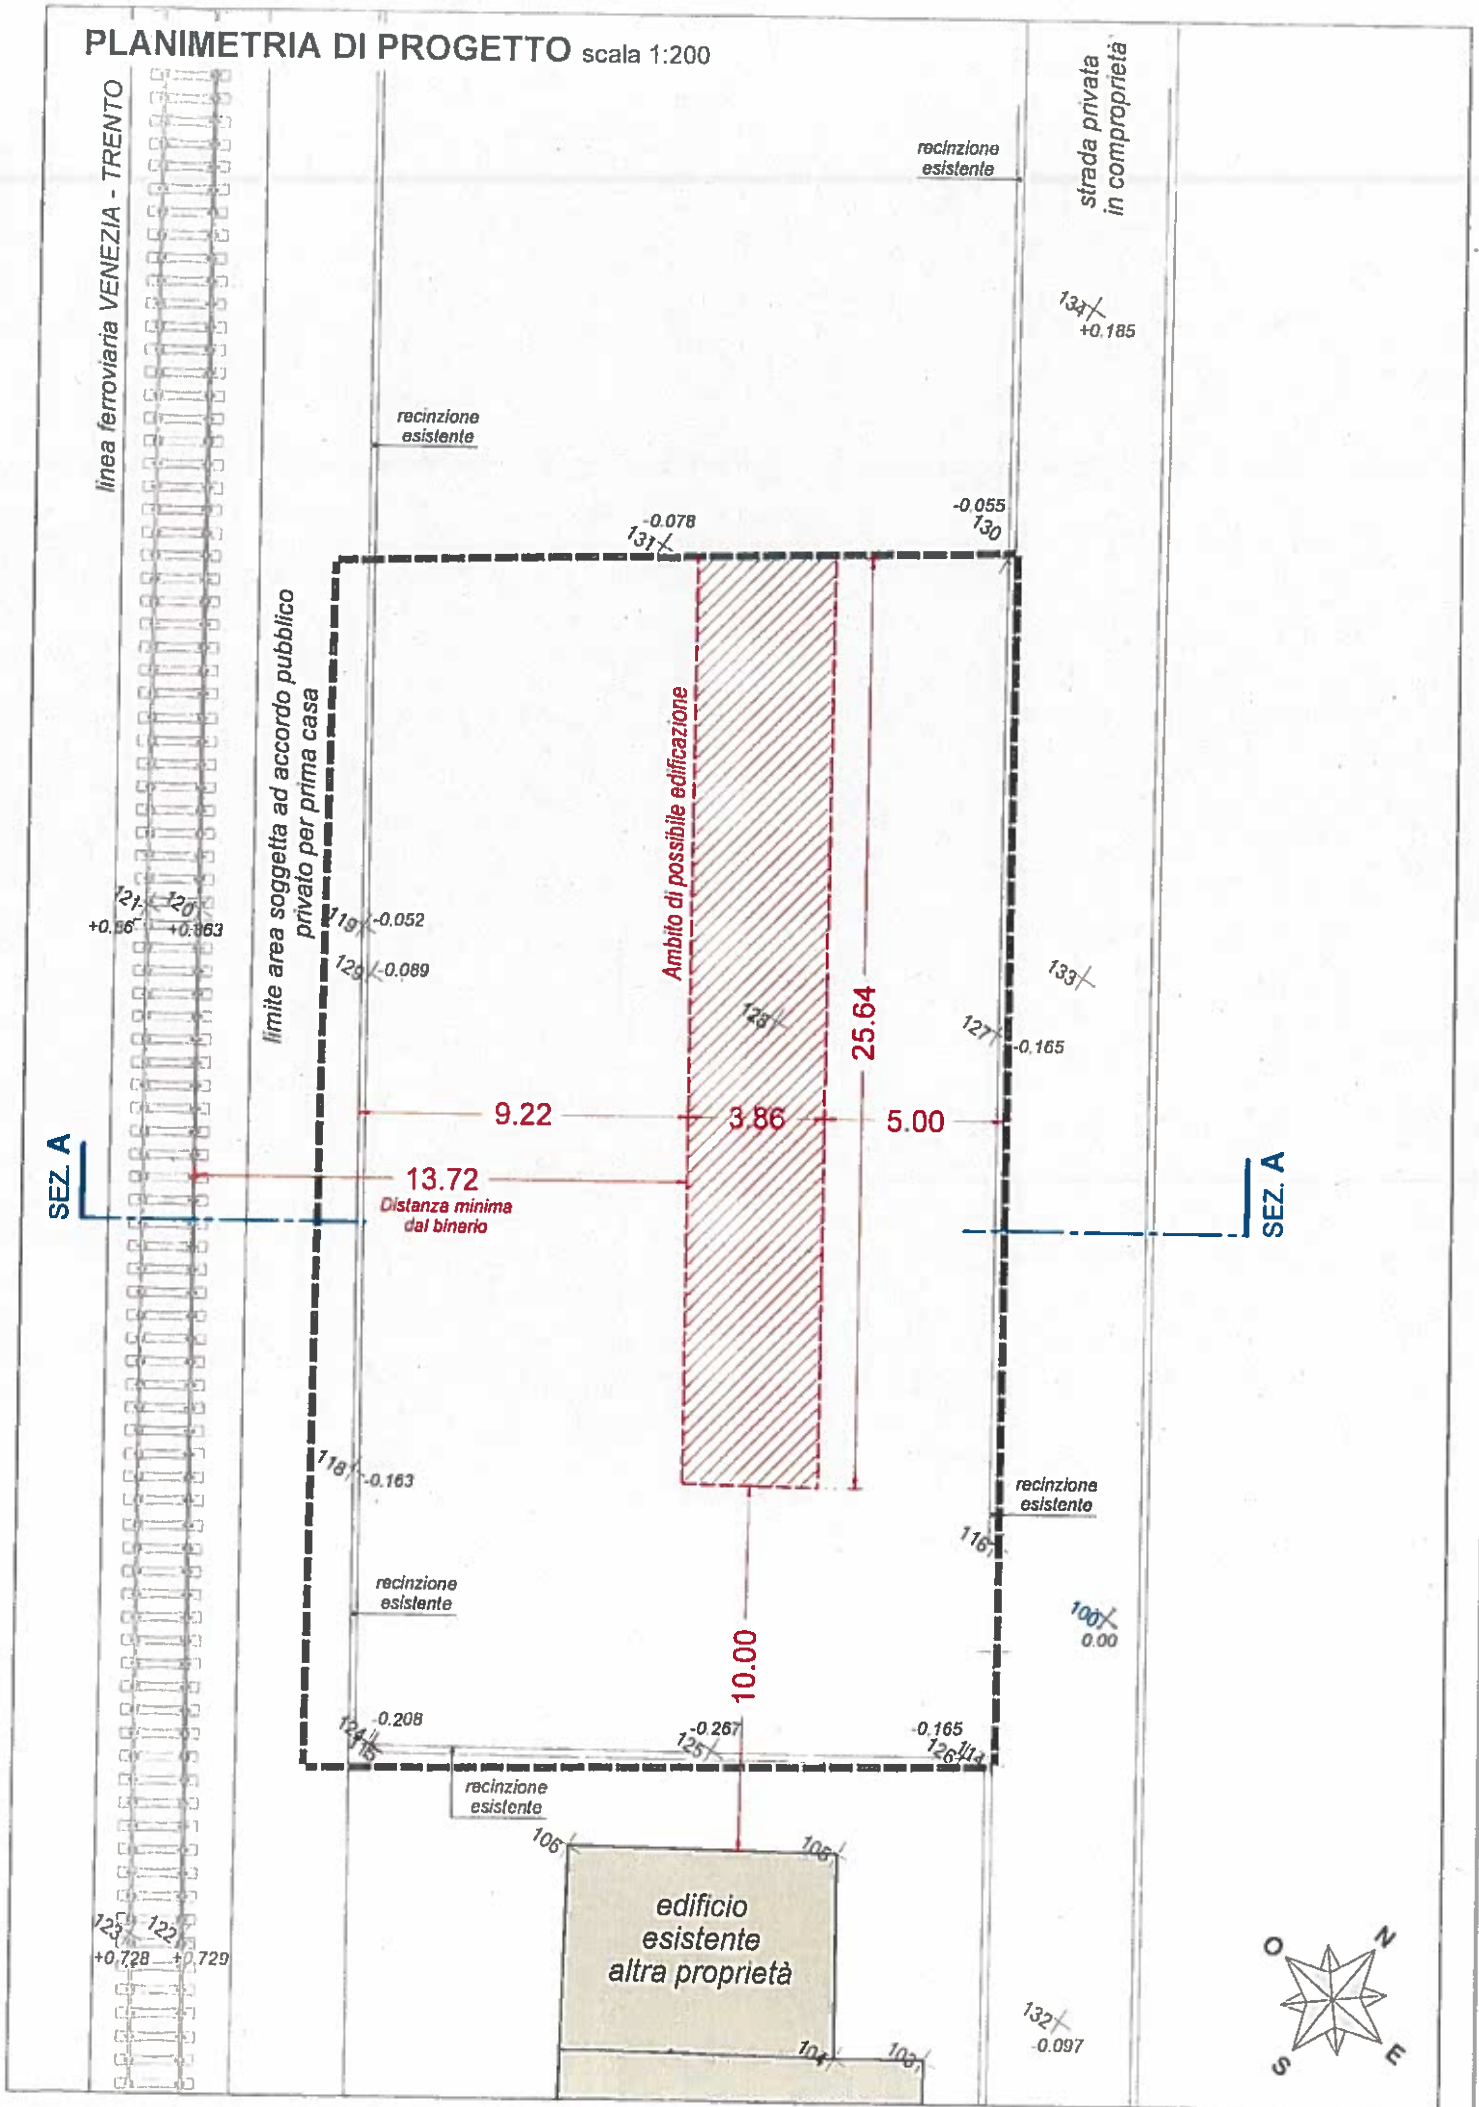 PLANIMETRIA DI PROGETTO scala 1:200
linea ferroviaria VENEZIA - TRENTO
strada privata
in comproprietà
recinzione
esistente
134
+0.185
recinzione
esistente
-0.078
131
-0.055
130
limite area soggetta ad accordo pubblico
privato per prima casa
Ambito di possibile edificazione
121
120
+0.863
119
-0.052
129
-0.089
133
128
25.64
127
-0.165
9.22
3.86
5.00
SEZ. A
13.72
Distanza minima
dal binario
SEZ. A
118
-0.163
recinzione
esistente
116
recinzione
esistente
100
0.00
10.00
-0.208
124
115
-0.267
125
-0.165
126
114
recinzione
esistente
106
edificio
esistente
altra proprietà
123
122
+0.728
+0.729
O
N
S
E
132
-0.097
104
103